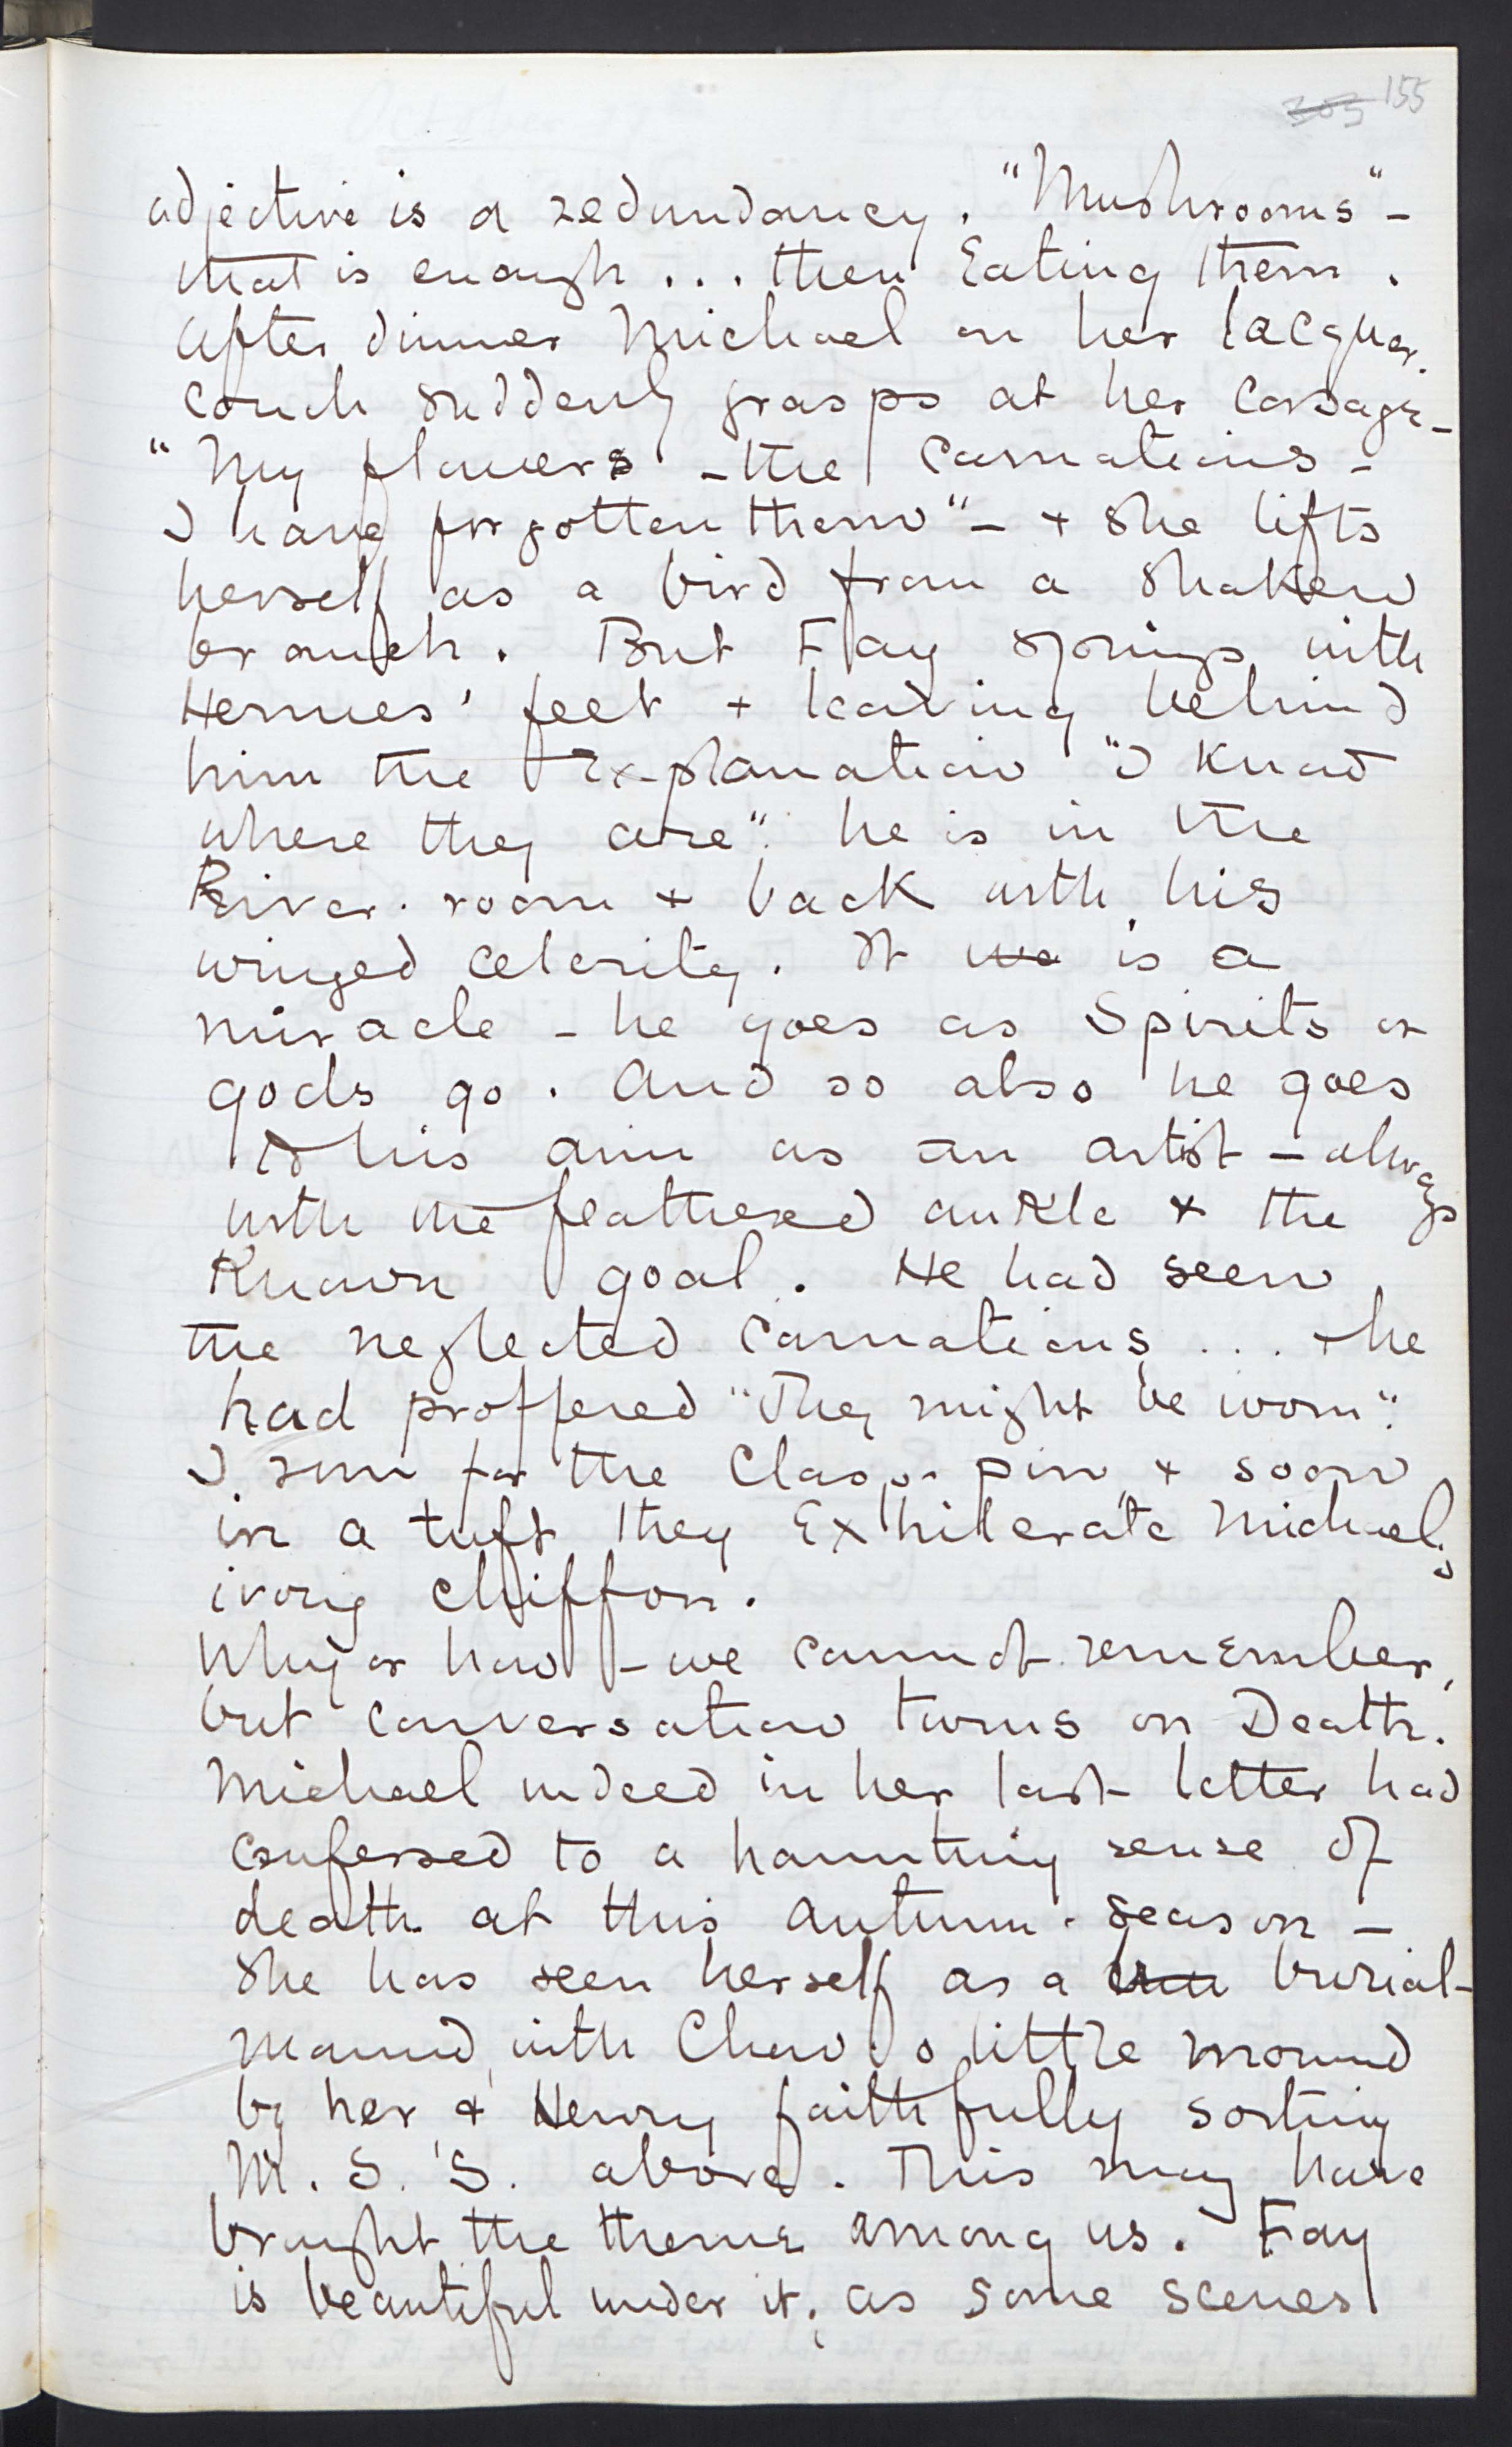 305 155
adjective is a redundancy. "Mushrooms" -
that is enough ... then Eating them.
After dinner Michael on her lacquer
couch suddenly grasps at her corsage -
"My flowers - the carnations -
I have forgotten them" - + she lifts
herself as a bird from a shaken
branch. But Fay springs with
Hermes' feet + leaving behind
him the Explanation "I know
where they are". he is in the
River-room + back with his
winged celerity. It is a
miracle - he goes as Spirits or
gods go. And so also he goes
to his aim as an artist - always
with the feathered ankle + the
Known goal. He had seen
the neglected carnations ... + he
had proffered "They might be worn".
I run for the Clasp-pin + soon
in a tuft they Exhilerate Michael's
ivory chiffon.
Why or how - we cannot remember,
but conversation turns on Death.
Michael indeed in her last letter had
confessed to a haunting sense of
death at this autumn-season -
She has seen herself as a burial-
mound with Chow a little mound
by her + Henry faithfully sorting
M.S.'S. above. This may have
brought the theme among us. Fay
is beautiful under it, as some scenes